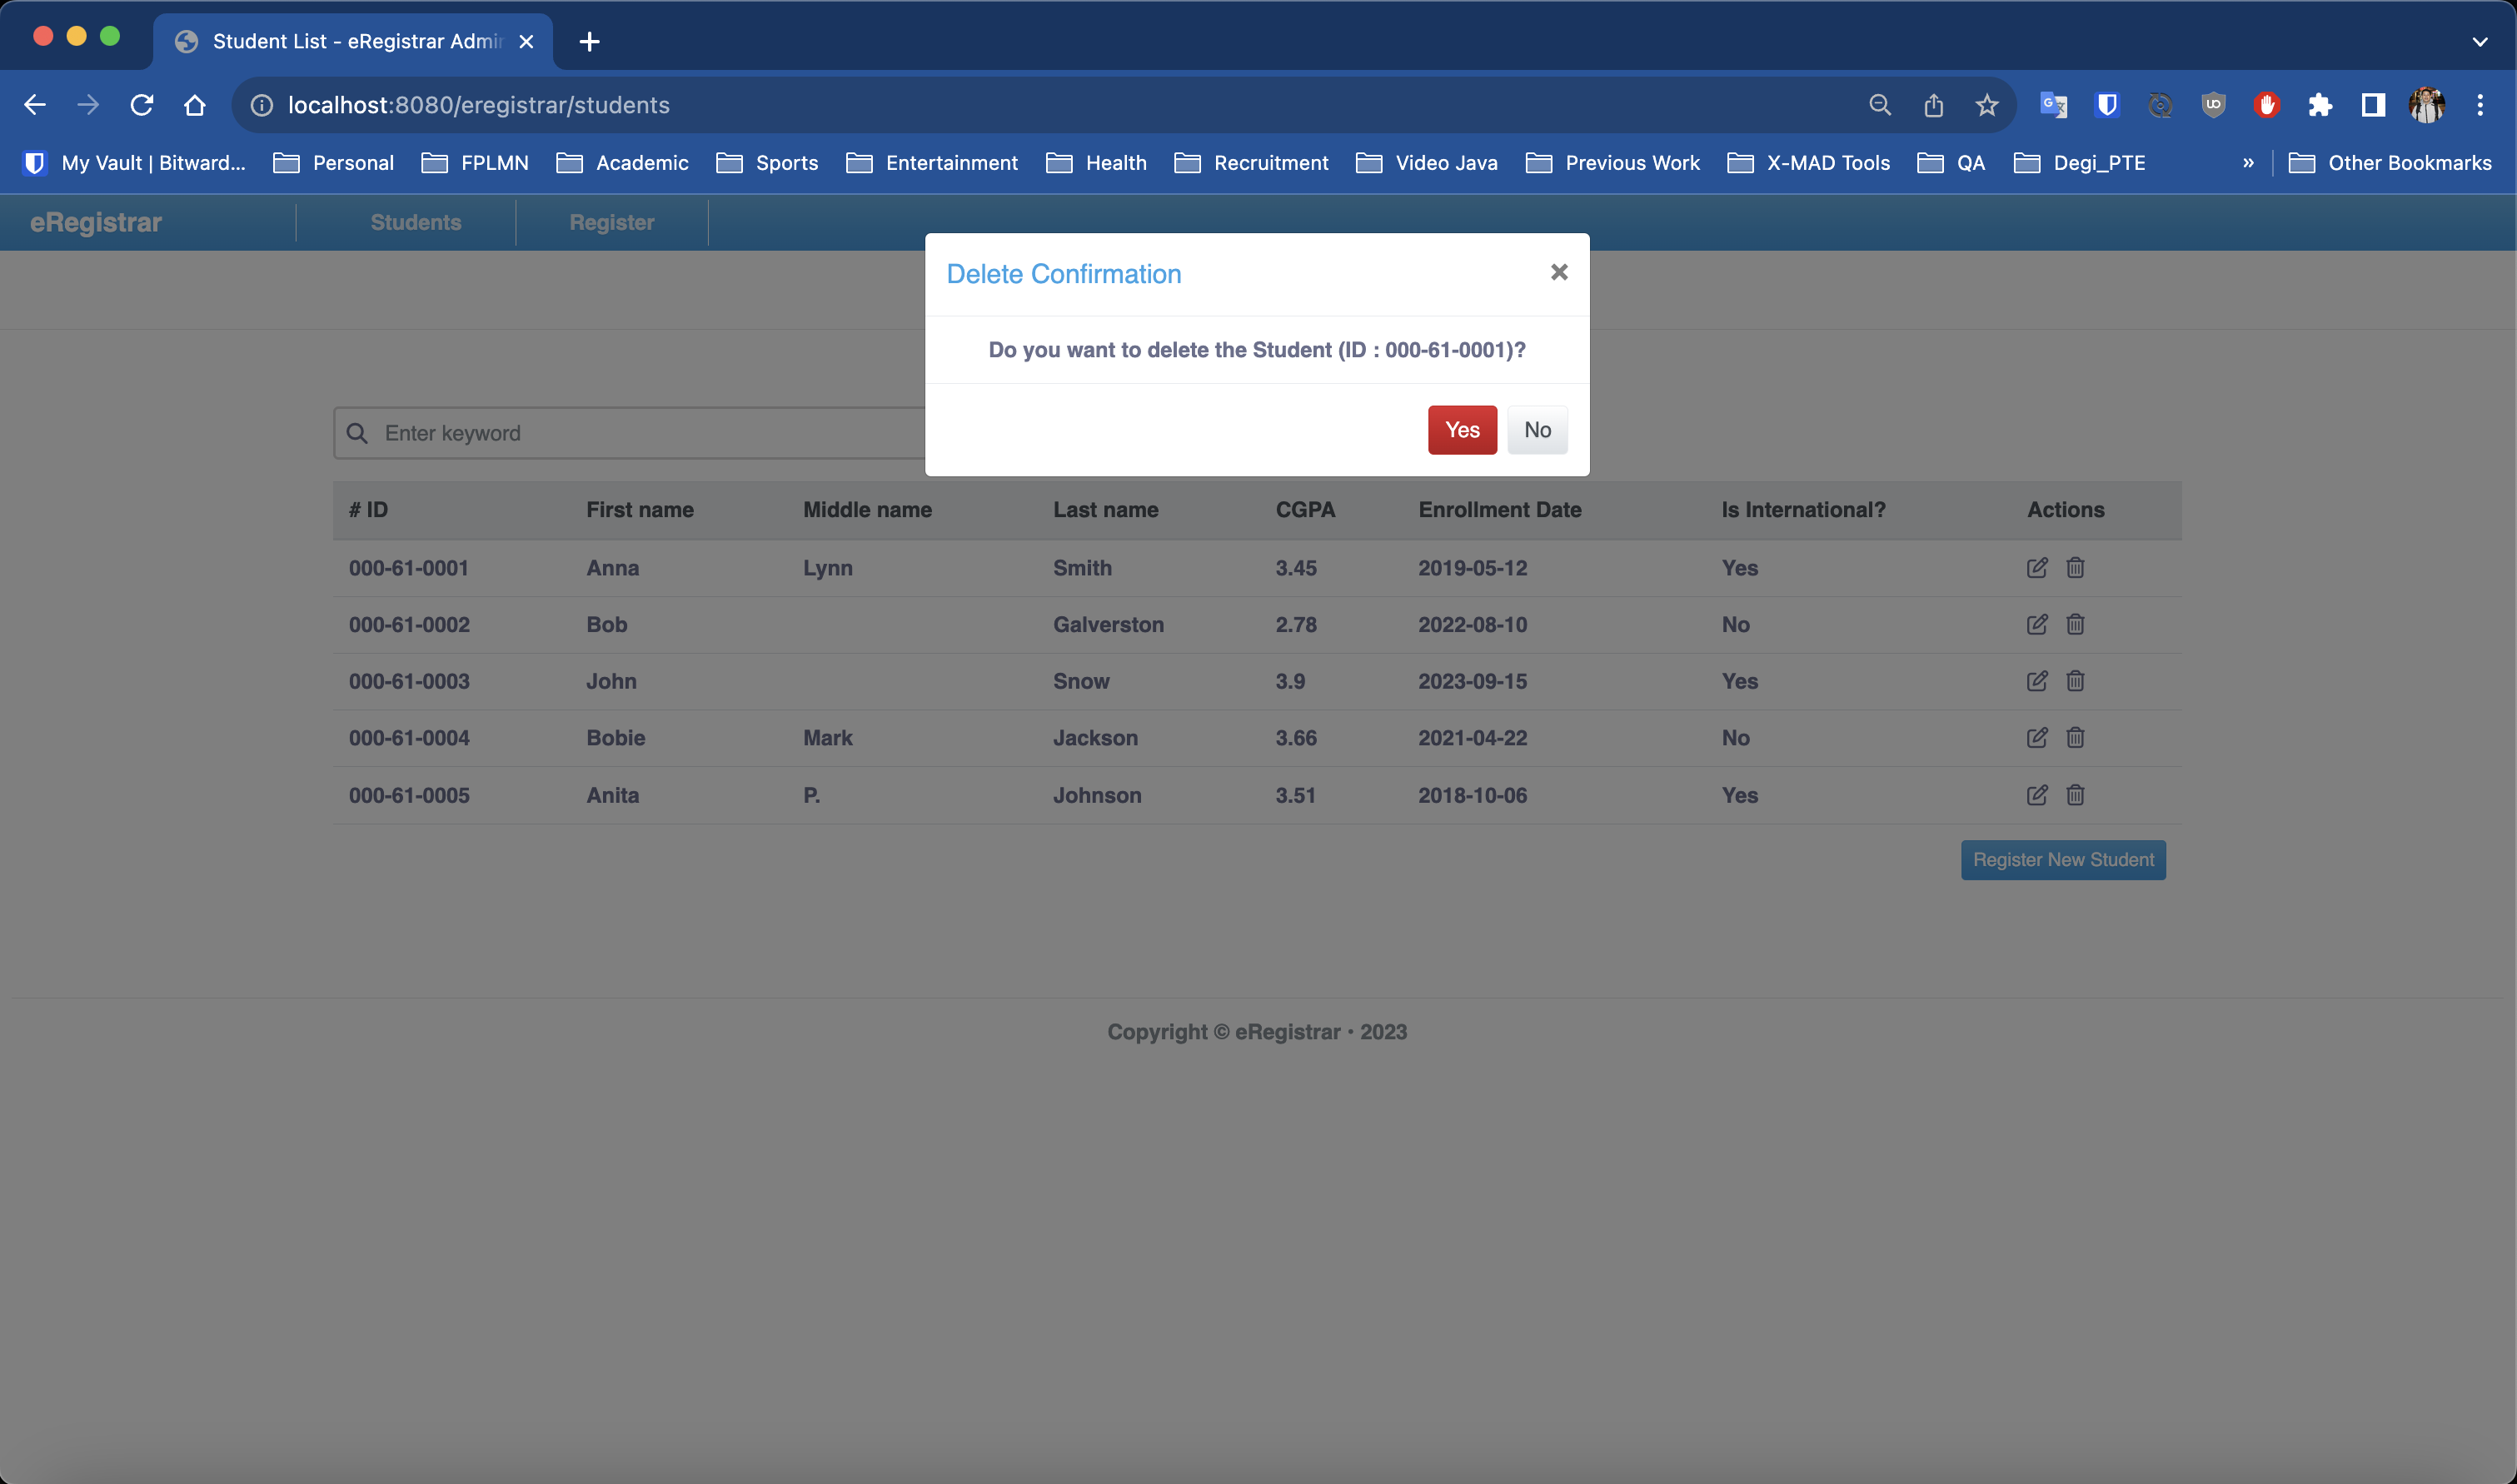 Student List - eRegistrar Admin
localhost:8080/eregistrar/students
My Vault | Bitward... Personal FPLMN Academic Sports Entertainment Health Recruitment Video Java Previous Work X-MAD Tools QA Degi_PTE » Other Bookmarks
eRegistrar Students Register
Delete Confirmation
Do you want to delete the Student (ID : 000-61-0001)?
Yes No
Enter keyword
# ID First name Middle name Last name CGPA Enrollment Date Is International? Actions
000-61-0001 Anna Lynn Smith 3.45 2019-05-12 Yes
000-61-0002 Bob Galverston 2.78 2022-08-10 No
000-61-0003 John Snow 3.9 2023-09-15 Yes
000-61-0004 Bobie Mark Jackson 3.66 2021-04-22 No
000-61-0005 Anita P. Johnson 3.51 2018-10-06 Yes
Register New Student
Copyright © eRegistrar · 2023